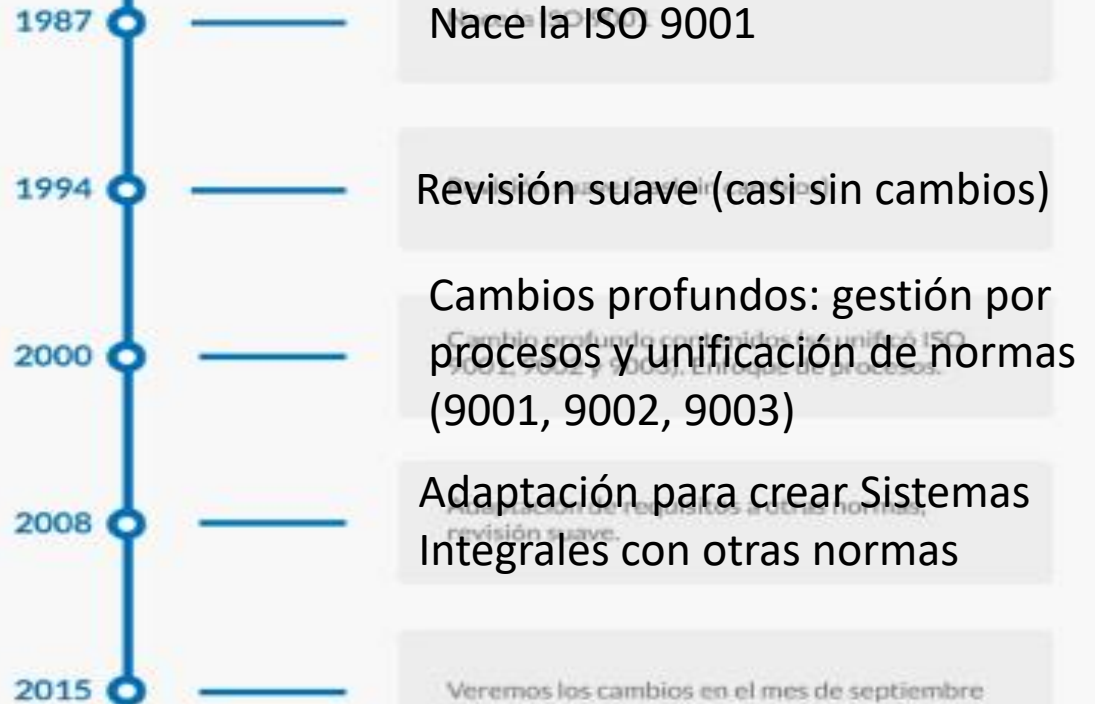 1987
Nace la ISO 9001
1994
Revisión suave (casi sin cambios)
Cambios profundos: gestión por
2000
procesos y unificación de normas
(9001, 9002, 9003)
Adaptación para crear Sistemas
2008
Integrales con otras normas
revisión suave.
2015
Veremos los cambios en el mes de septiembre